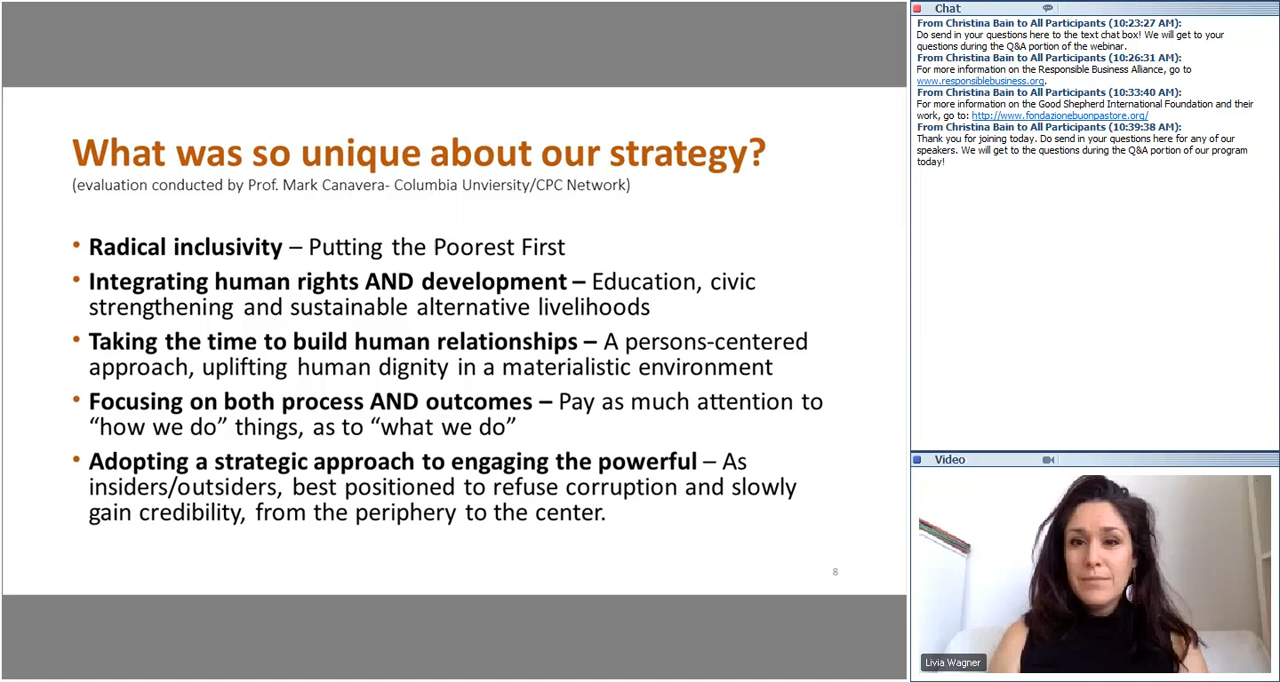 What was so unique about our strategy?
(evaluation conducted by Prof. Mark Canavera- Columbia Unviersity/CPC Network)
• Radical inclusivity – Putting the Poorest First
• Integrating human rights AND development – Education, civic
strengthening and sustainable alternative livelihoods
• Taking the time to build human relationships – A persons-centered
approach, uplifting human dignity in a materialistic environment
• Focusing on both process AND outcomes – Pay as much attention to
“how we do” things, as to “what we do”
• Adopting a strategic approach to engaging the powerful – As
insiders/outsiders, best positioned to refuse corruption and slowly
gain credibility, from the periphery to the center.
8
Chat
From Christina Bain to All Participants (10:23:27 AM):
Do send in your questions here to the text chat box! We will get to your
questions during the Q&A portion of the webinar.
From Christina Bain to All Participants (10:26:31 AM):
For more information on the Responsible Business Alliance, go to
www.responsiblebusiness.org.
From Christina Bain to All Participants (10:33:40 AM):
For more information on the Good Shepherd International Foundation and their
work, go to: http://www.fondazionebuonpastore.org/
From Christina Bain to All Participants (10:39:38 AM):
Thank you for joining today. Do send in your questions here for any of our
speakers. We will get to the questions during the Q&A portion of our program
today!
Video
Livia Wagner